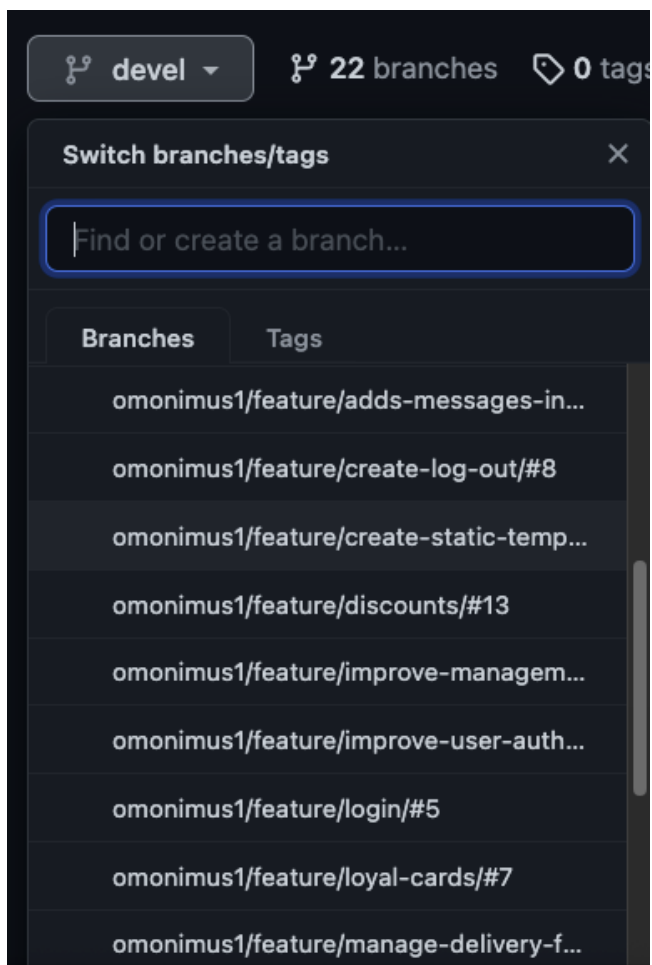 devel 22 branches 0 tags
Switch branches/tags
Find or create a branch...
Branches Tags
omonimus1/feature/adds-messages-in...
omonimus1/feature/create-log-out/#8
omonimus1/feature/create-static-temp...
omonimus1/feature/discounts/#13
omonimus1/feature/improve-managem...
omonimus1/feature/improve-user-auth...
omonimus1/feature/login/#5
omonimus1/feature/loyal-cards/#7
omonimus1/feature/manage-delivery-f...